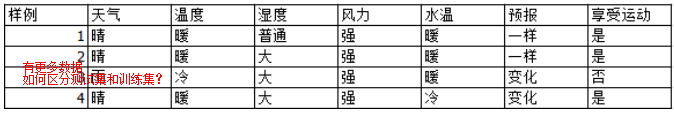 样例 天气 温度 湿度 风力 水温 预报 享受运动
1 晴 暖 普通 强 暖 一样 是
2 晴 暖 大 强 暖 一样 是
有更多数据
3 雨 冷 大 强 暖 变化 否
如何区分测试集和训练集?
4 晴 暖 大 强 冷 变化 是